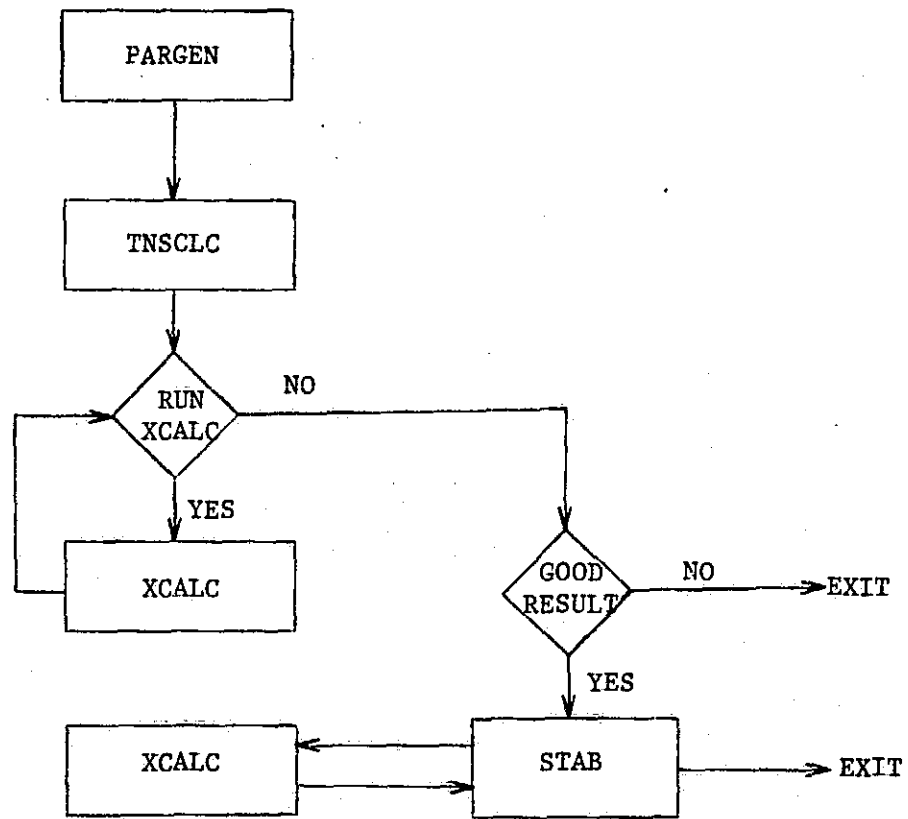 PARGEN
TNSCLC
RUN
XCALC
NO
YES
XCALC
GOOD
RESULT
NO
EXIT
YES
XCALC
STAB
EXIT